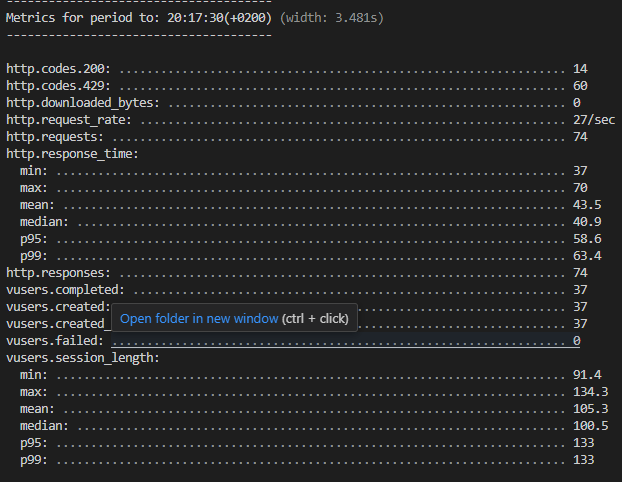 --------------------------------------
Metrics for period to: 20:17:30(+0200) (width: 3.481s)
--------------------------------------
http.codes.200: ................................................................ 14
http.codes.429: ................................................................ 60
http.downloaded_bytes: ......................................................... 0
http.request_rate: ............................................................. 27/sec
http.requests: ................................................................. 74
http.response_time:
  min: ......................................................................... 37
  max: ......................................................................... 70
  mean: ........................................................................ 43.5
  median: ...................................................................... 40.9
  p95: ......................................................................... 58.6
  p99: ......................................................................... 63.4
http.responses: ................................................................ 74
vusers.completed: .............................................................. 37
vusers.created: ................................................................ 37
Open folder in new window (ctrl + click)
vusers.created_ ................................................................ 37
vusers.failed: ................................................................. 0
vusers.session_length:
  min: ......................................................................... 91.4
  max: ......................................................................... 134.3
  mean: ........................................................................ 105.3
  median: ...................................................................... 100.5
  p95: ......................................................................... 133
  p99: ......................................................................... 133